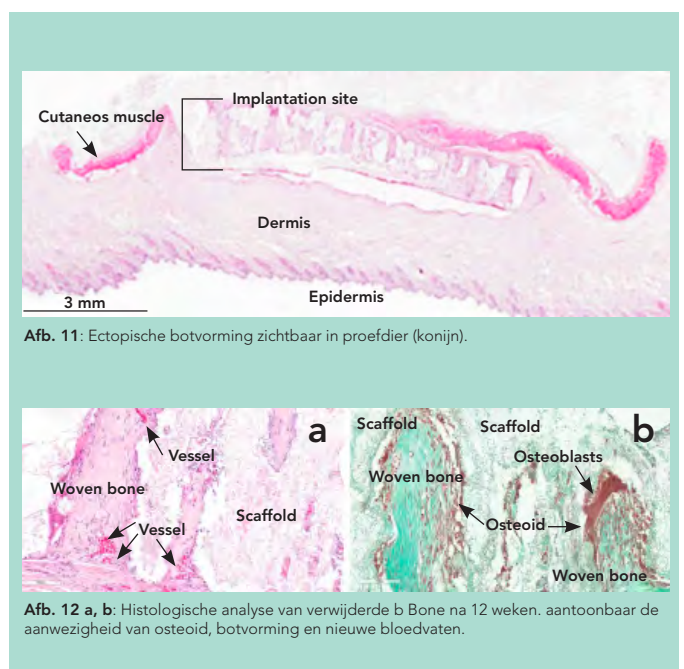 Implantation site
Cutaneos muscle
Dermis
3 mm
Epidermis
Afb. 11: Ectopische botvorming zichtbaar in proefdier (konijn).
a
Vessel
Woven bone
Vessel
Scaffold
b
Scaffold
Scaffold
Osteoblasts
Woven bone
Osteoid
Woven bone
Afb. 12 a, b: Histologische analyse van verwijderde b Bone na 12 weken. aantoonbaar de
aanwezigheid van osteoid, botvorming en nieuwe bloedvaten.